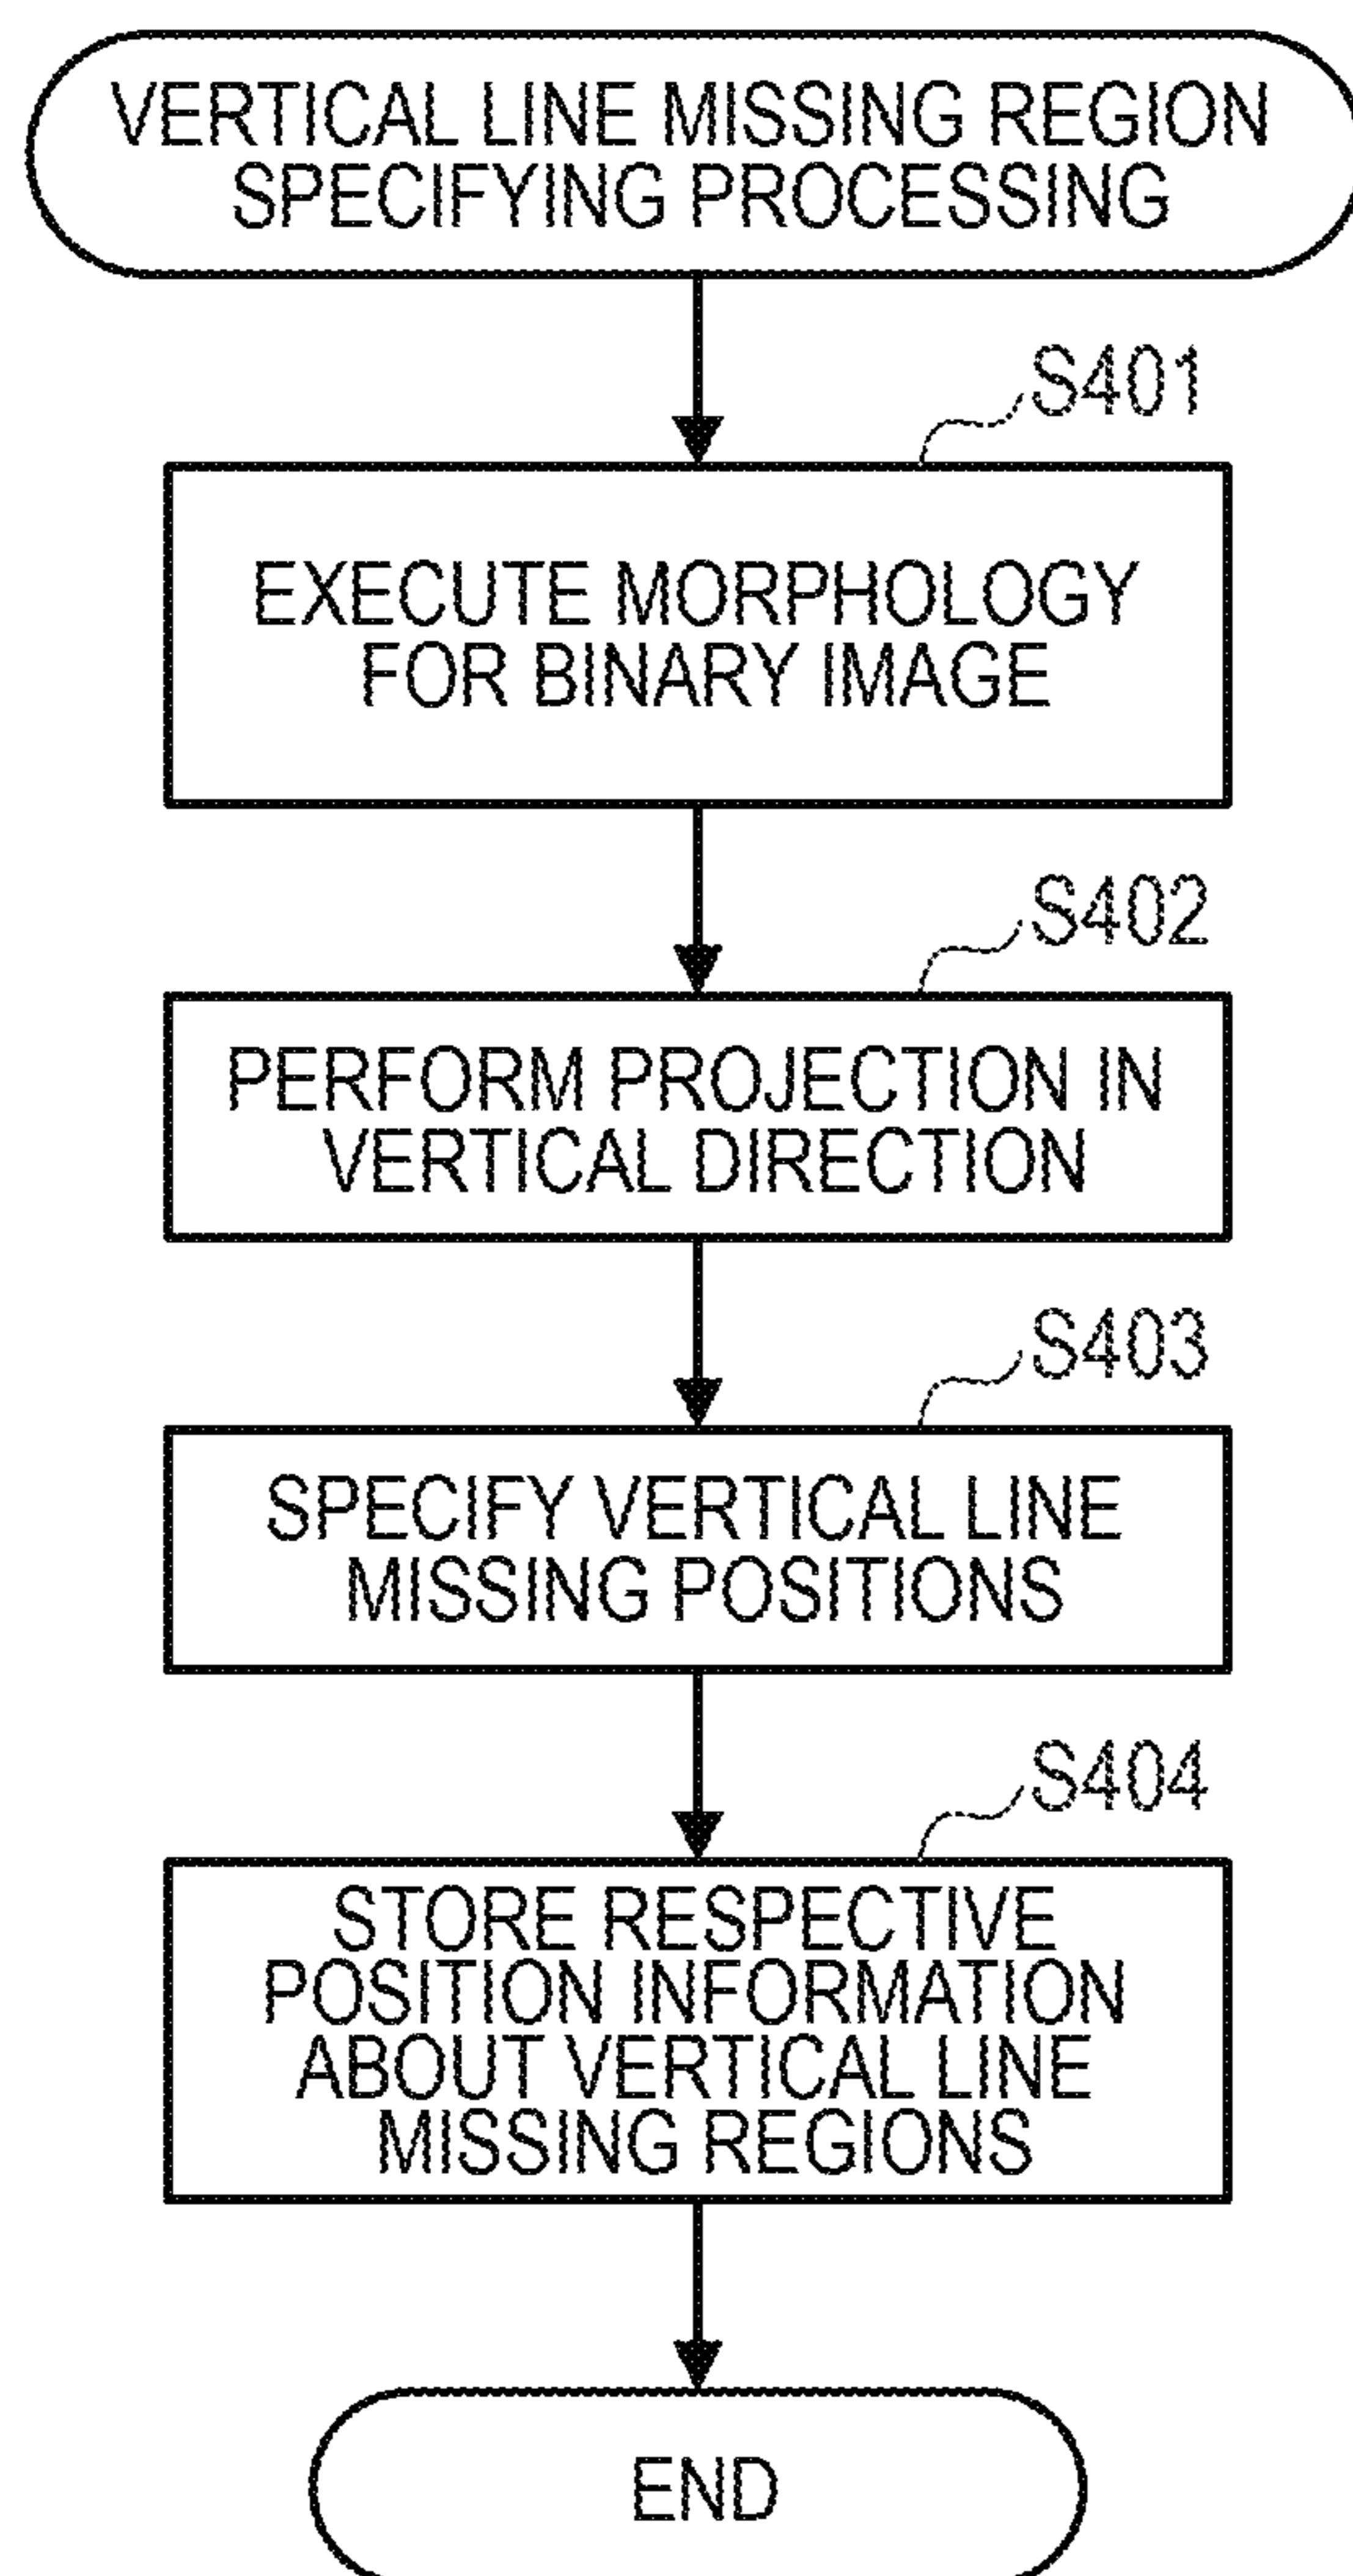 VERTICAL LINE MISSING REGION
SPECIFYING PROCESSING
S401
EXECUTE MORPHOLOGY
FOR BINARY IMAGE
S402
PERFORM PROJECTION IN
VERTICAL DIRECTION
S403
SPECIFY VERTICAL LINE
MISSING POSITIONS
S404
STORE RESPECTIVE
POSITION INFORMATION
ABOUT VERTICAL LINE
MISSING REGIONS
END